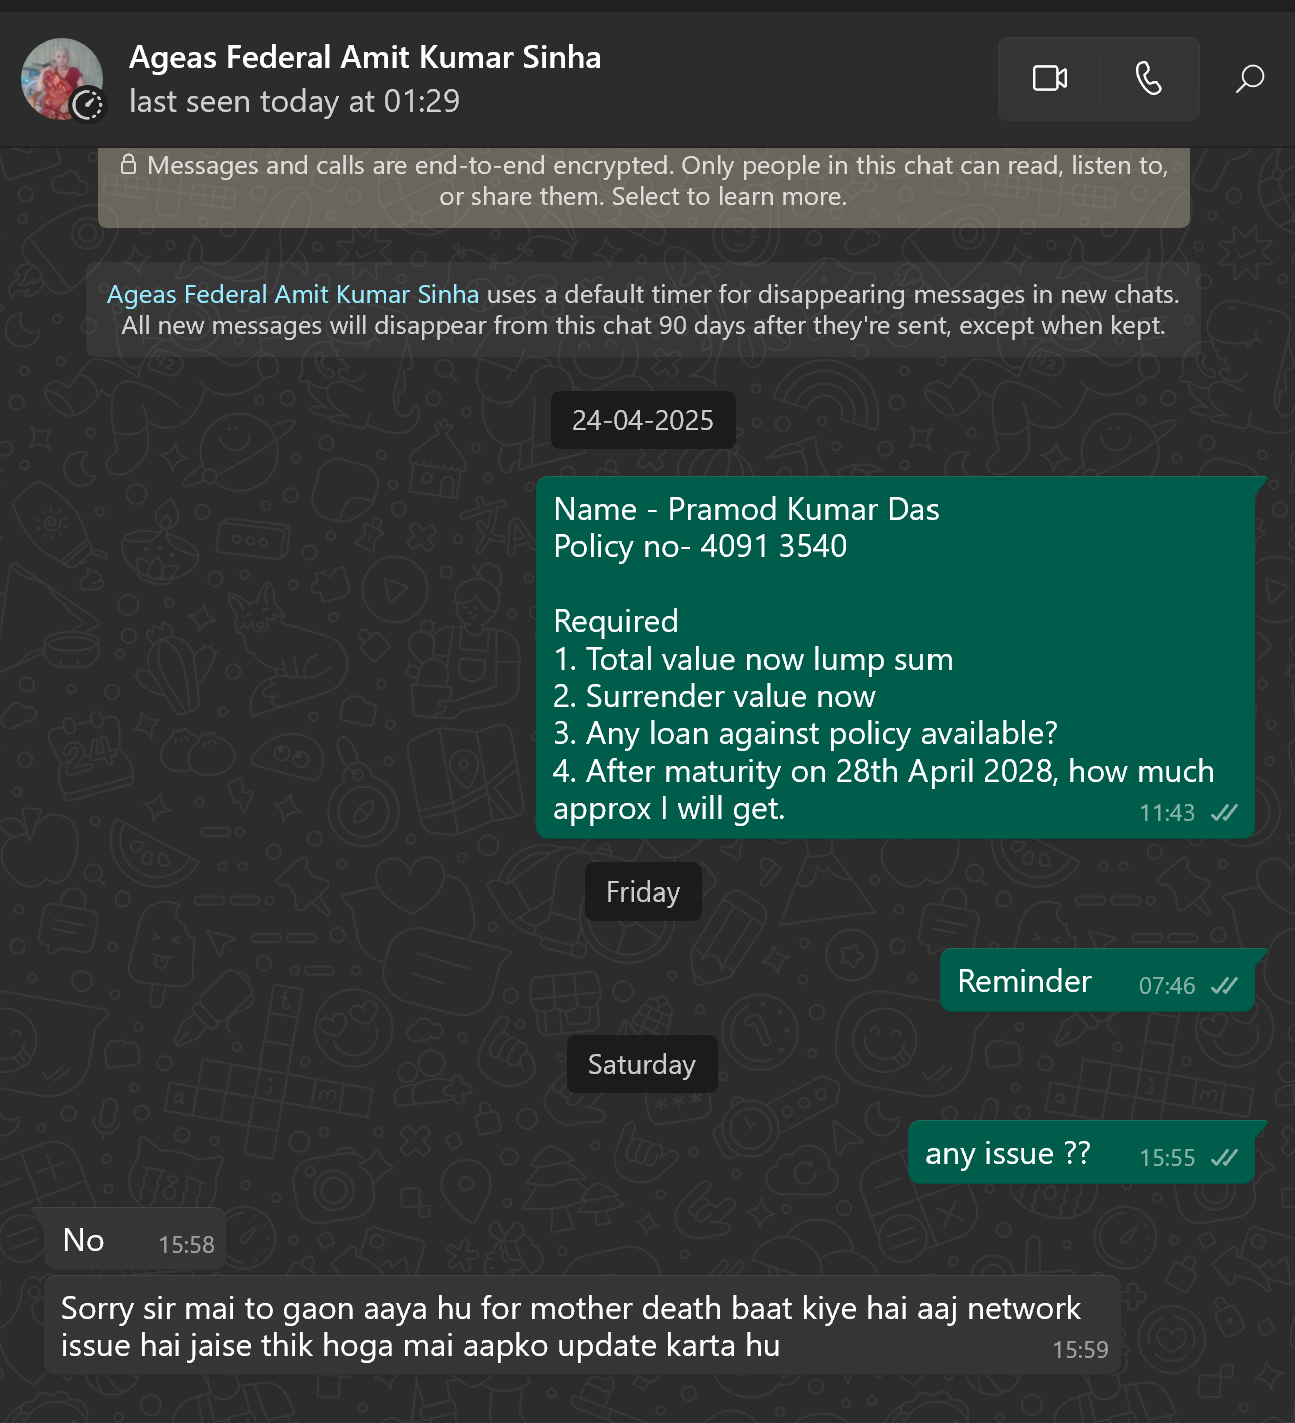 Ageas Federal Amit Kumar Sinha
last seen today at 01:29
Messages and calls are end-to-end encrypted. Only people in this chat can read, listen to,
or share them. Select to learn more.
Ageas Federal Amit Kumar Sinha uses a default timer for disappearing messages in new chats.
All new messages will disappear from this chat 90 days after they're sent, except when kept.
24-04-2025
Name - Pramod Kumar Das
Policy no- 4091 3540
Required
1. Total value now lump sum
2. Surrender value now
3. Any loan against policy available?
4. After maturity on 28th April 2028, how much
approx I will get.
11:43
Friday
Reminder 07:46
Saturday
any issue ?? 15:55
No 15:58
Sorry sir mai to gaon aaya hu for mother death baat kiye hai aaj network
issue hai jaise thik hoga mai aapko update karta hu
15:59